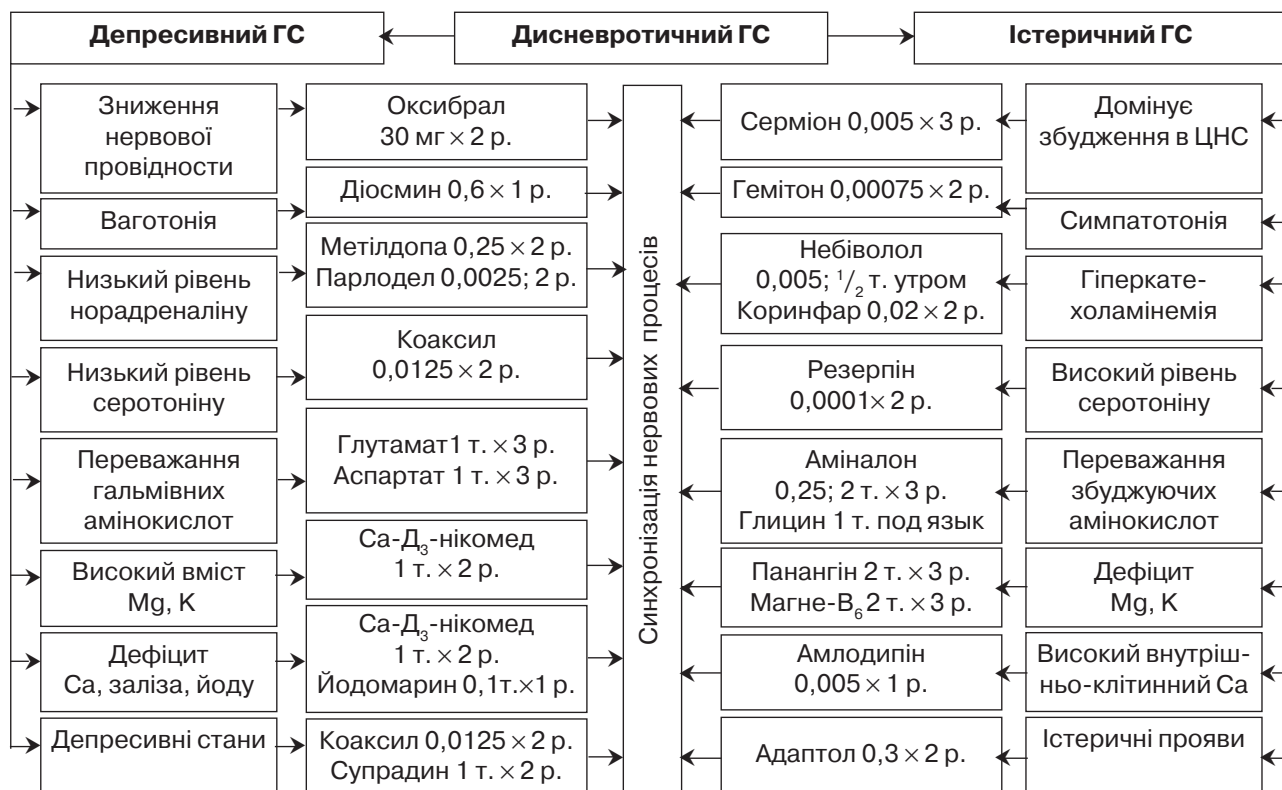 Депресивний ГС
Дисневротичний ГС
Істеричний ГС
Зниження
нервової
провідности
Ваготонія
Низький рівень
норадреналіну
Низький рівень
серотоніну
Переважання
гальмівних
амінокислот
Високий вміст
Mg, K
Дефіцит
Ca, заліза, йоду
Депресивні стани
Оксибрал
30 мг × 2 р.
Діосмин 0,6 × 1 р.
Метілдопа 0,25 × 2 р.
Парлодел 0,0025; 2 р.
Коаксил
0,0125 × 2 р.
Глутамат 1 т. × 3 р.
Аспартат 1 т. × 3 р.
Са-Д₃-нікомед
1 т. × 2 р.
Са-Д₃-нікомед
1 т. × 2 р.
Йодомарин 0,1т.×1 р.
Коаксил 0,0125 × 2 р.
Супрадин 1 т. × 2 р.
Синхронізація нервових процесів
Серміон 0,005 × 3 р.
Гемітон 0,00075 × 2 р.
Небіволол
0,005; ¹/₂ т. утром
Коринфар 0,02 × 2 р.
Резерпін
0,0001× 2 р.
Аміналон
0,25; 2 т. × 3 р.
Глицин 1 т. под язык
Панангін 2 т. × 3 р.
Магне-В₆ 2 т. × 3 р.
Амлодипін
0,005 × 1 р.
Адаптол 0,3 × 2 р.
Домінує
збудження в ЦНС
Симпатотонія
Гіперкате-
холамінемія
Високий рівень
серотоніну
Переважання
збуджуючих
амінокислот
Дефіцит
Mg, K
Високий внутріш-
ньо-клітинний Са
Істеричні прояви